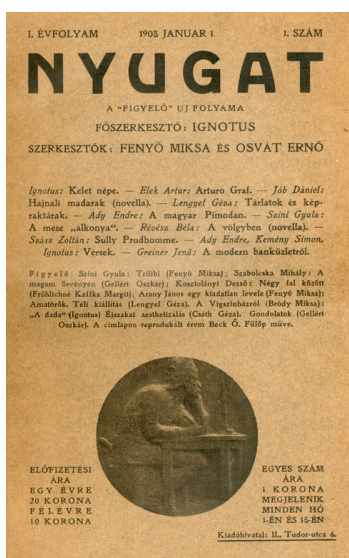 I. ÉVFOLYAM 1908 JANUAR 1 1. SZÁM
NYUGAT
A "FIGYELŐ" UJ FOLYAMA
FŐSZERKESZTŐ: IGNOTUS
SZERKESZTŐK: FENYŐ MIKSA ÉS OSVÁT ERNŐ
Ignotus: Kelet népe. — Elek Artur: Arturo Graf. — Jób Dániel:
Hajnali madarak (novella). — Lengyel Géza: Tárlatok és kép-
raktárak. — Ady Endre: A magyar Pimodan. — Szini Gyula:
A mese „alkonya“. — Révész Béla: A völgyben (novella). —
Szász Zoltán: Sully Prudhomme. — Ady Endre, Kemény Simon,
Ignotus: Versek. — Greiner Jenő: A modern banküzletről.
Figyelő: Szini Gyula: Trilibi (Fenyő Miksa); Szabolcska Mihály: A
magam ösvényén (Gellért Oszkár); Kosztolányi Dezső: Négy fal között
(Fröhlichné Kaffka Margit); Arany János egy kiadatlan levele (Fenyő Miksa);
Amatőrök. Téli kiállítás (Lengyel Géza). A Vígszínházról (Bródy Miksa);
„A dada“ (Ignotus) Éjszakai aesthetizálás (Csáth Géza). Gondolatok (Gellért
Oszkár). A címlapon reprodukált érem Beck Ö. Fülöp műve.
ELŐFIZETÉSI
ÁRA
EGY ÉVRE
20 KORONA
FÉLÉVRE
10 KORONA
EGYES SZÁM
ÁRA
1 KORONA
MEGJELENIK
MINDEN HÓ
1-ÉN ÉS 15-ÉN
Kiadóhivatal: II., Tudor-utca 6.